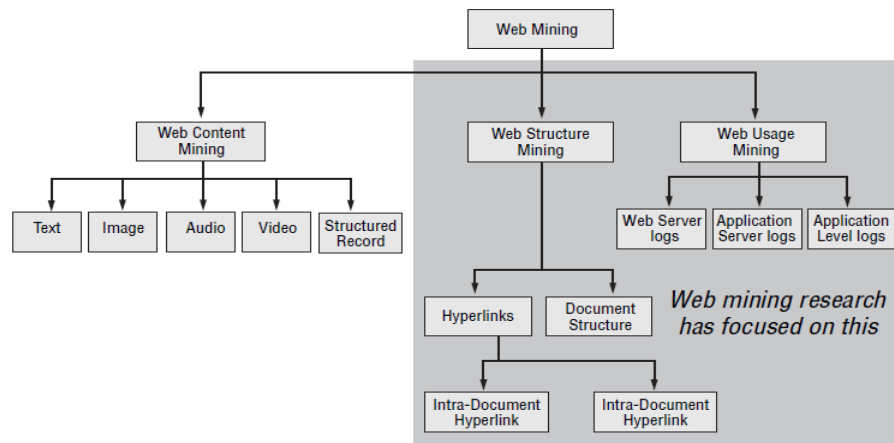 Web Mining
Web Content
Mining
Web Structure
Mining
Web Usage
Mining
Text
Image
Audio
Video
Structured
Record
Web Server
logs
Application
Server logs
Application
Level logs
Hyperlinks
Document
Structure
Web mining research
has focused on this
Intra-Document
Hyperlink
Intra-Document
Hyperlink